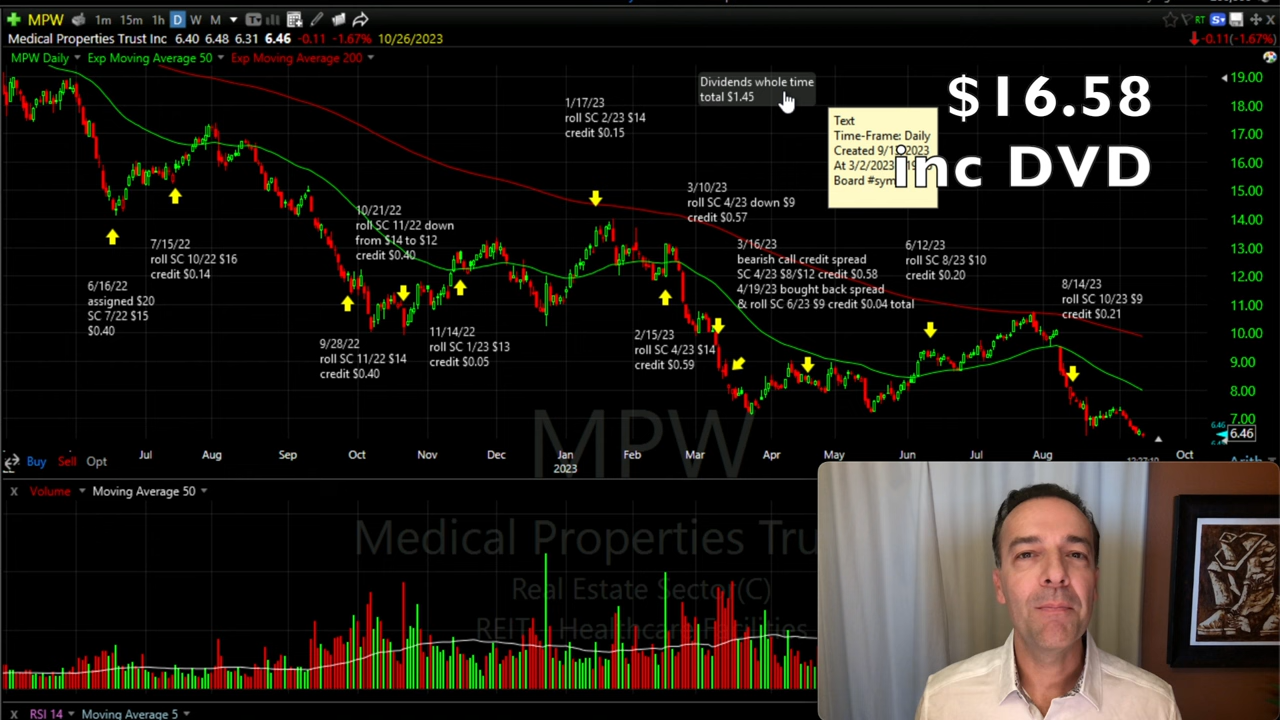 MPW
1m 15m 1h D W M
TC
RT
S
Medical Properties Trust Inc 6.40 6.48 6.31 6.46 -0.11 -1.67% 10/26/2023
-0.11(-1.67%)
MPW Daily Exp Moving Average 50 Exp Moving Average 200
$16.58
inc DVD
Dividends whole time
total $1.45
Text
Time-Frame: Daily
Created
At 3/2/2023
Board
1/17/23
roll SC 2/23 $14
credit $0.15
3/10/23
roll SC 4/23 down $9
credit $0.57
10/21/22
roll SC 11/22 down
from $14 to $12
credit $0.40
7/15/22
roll SC 10/22 $16
credit $0.14
3/16/23
bearish call credit spread
SC 4/23 $8/$12 credit $0.58
4/19/23 bought back spread
& roll SC 6/23 $9 credit $0.04 total
6/12/23
roll SC 8/23 $10
credit $0.20
6/16/22
assigned $20
SC 7/22 $15
$0.40
8/14/23
roll SC 10/23 $9
credit $0.21
11/14/22
roll SC 1/23 $13
credit $0.05
2/15/23
roll SC 4/23 $14
credit $0.59
9/28/22
roll SC 11/22 $14
credit $0.40
19.00
18.00
17.00
16.00
15.00
14.00
13.00
12.00
11.00
10.00
9.00
8.00
7.00
6.46
6.46
MPW
Jul Aug Sep Oct Nov Dec Jan Feb Mar Apr May Jun Jul Aug Oct
2023
Buy Sell Opt
X Volume Moving Average 50
Medical Properties Tru
Real Estate Sector(C)
REIT - Healthcare Facilities
X RSI 14 Moving Average 5